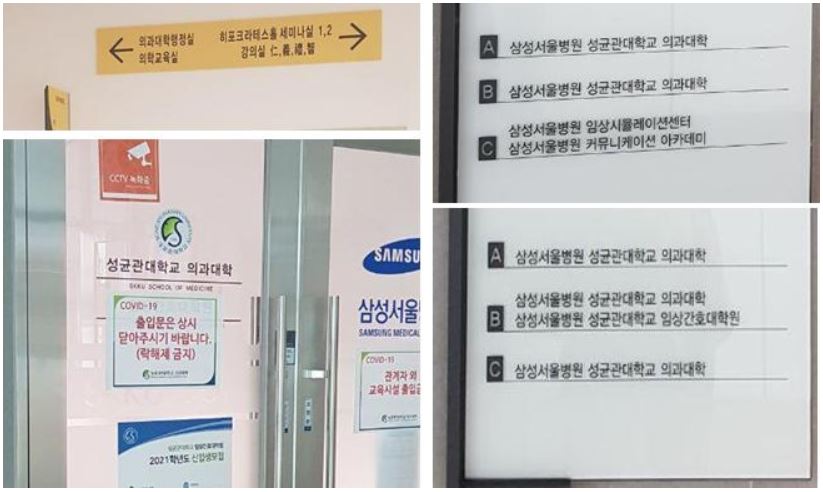 의과대학행정실
의학교육실
히포크라테스홀 세미나실 1,2
강의실 仁,義,禮,智
A 삼성서울병원 성균관대학교 의과대학
B 삼성서울병원 성균관대학교 의과대학
삼성서울병원 임상시뮬레이션센터
C 삼성서울병원 커뮤니케이션 아카데미
CCTV 녹화중
성균관대학교 의과대학
SKKU SCHOOL OF MEDICINE
COVID-19
출입문은 상시
닫아주시기 바랍니다.
(락해제 금지)
2021학년도 신입생모집
SAMSU
삼성서울
SAMSUNG MEDICAL
COVID-19
관계자 외
교육시설 출입금
A 삼성서울병원 성균관대학교 의과대학
삼성서울병원 성균관대학교 의과대학
B 삼성서울병원 성균관대학교 임상간호대학원
C 삼성서울병원 성균관대학교 의과대학